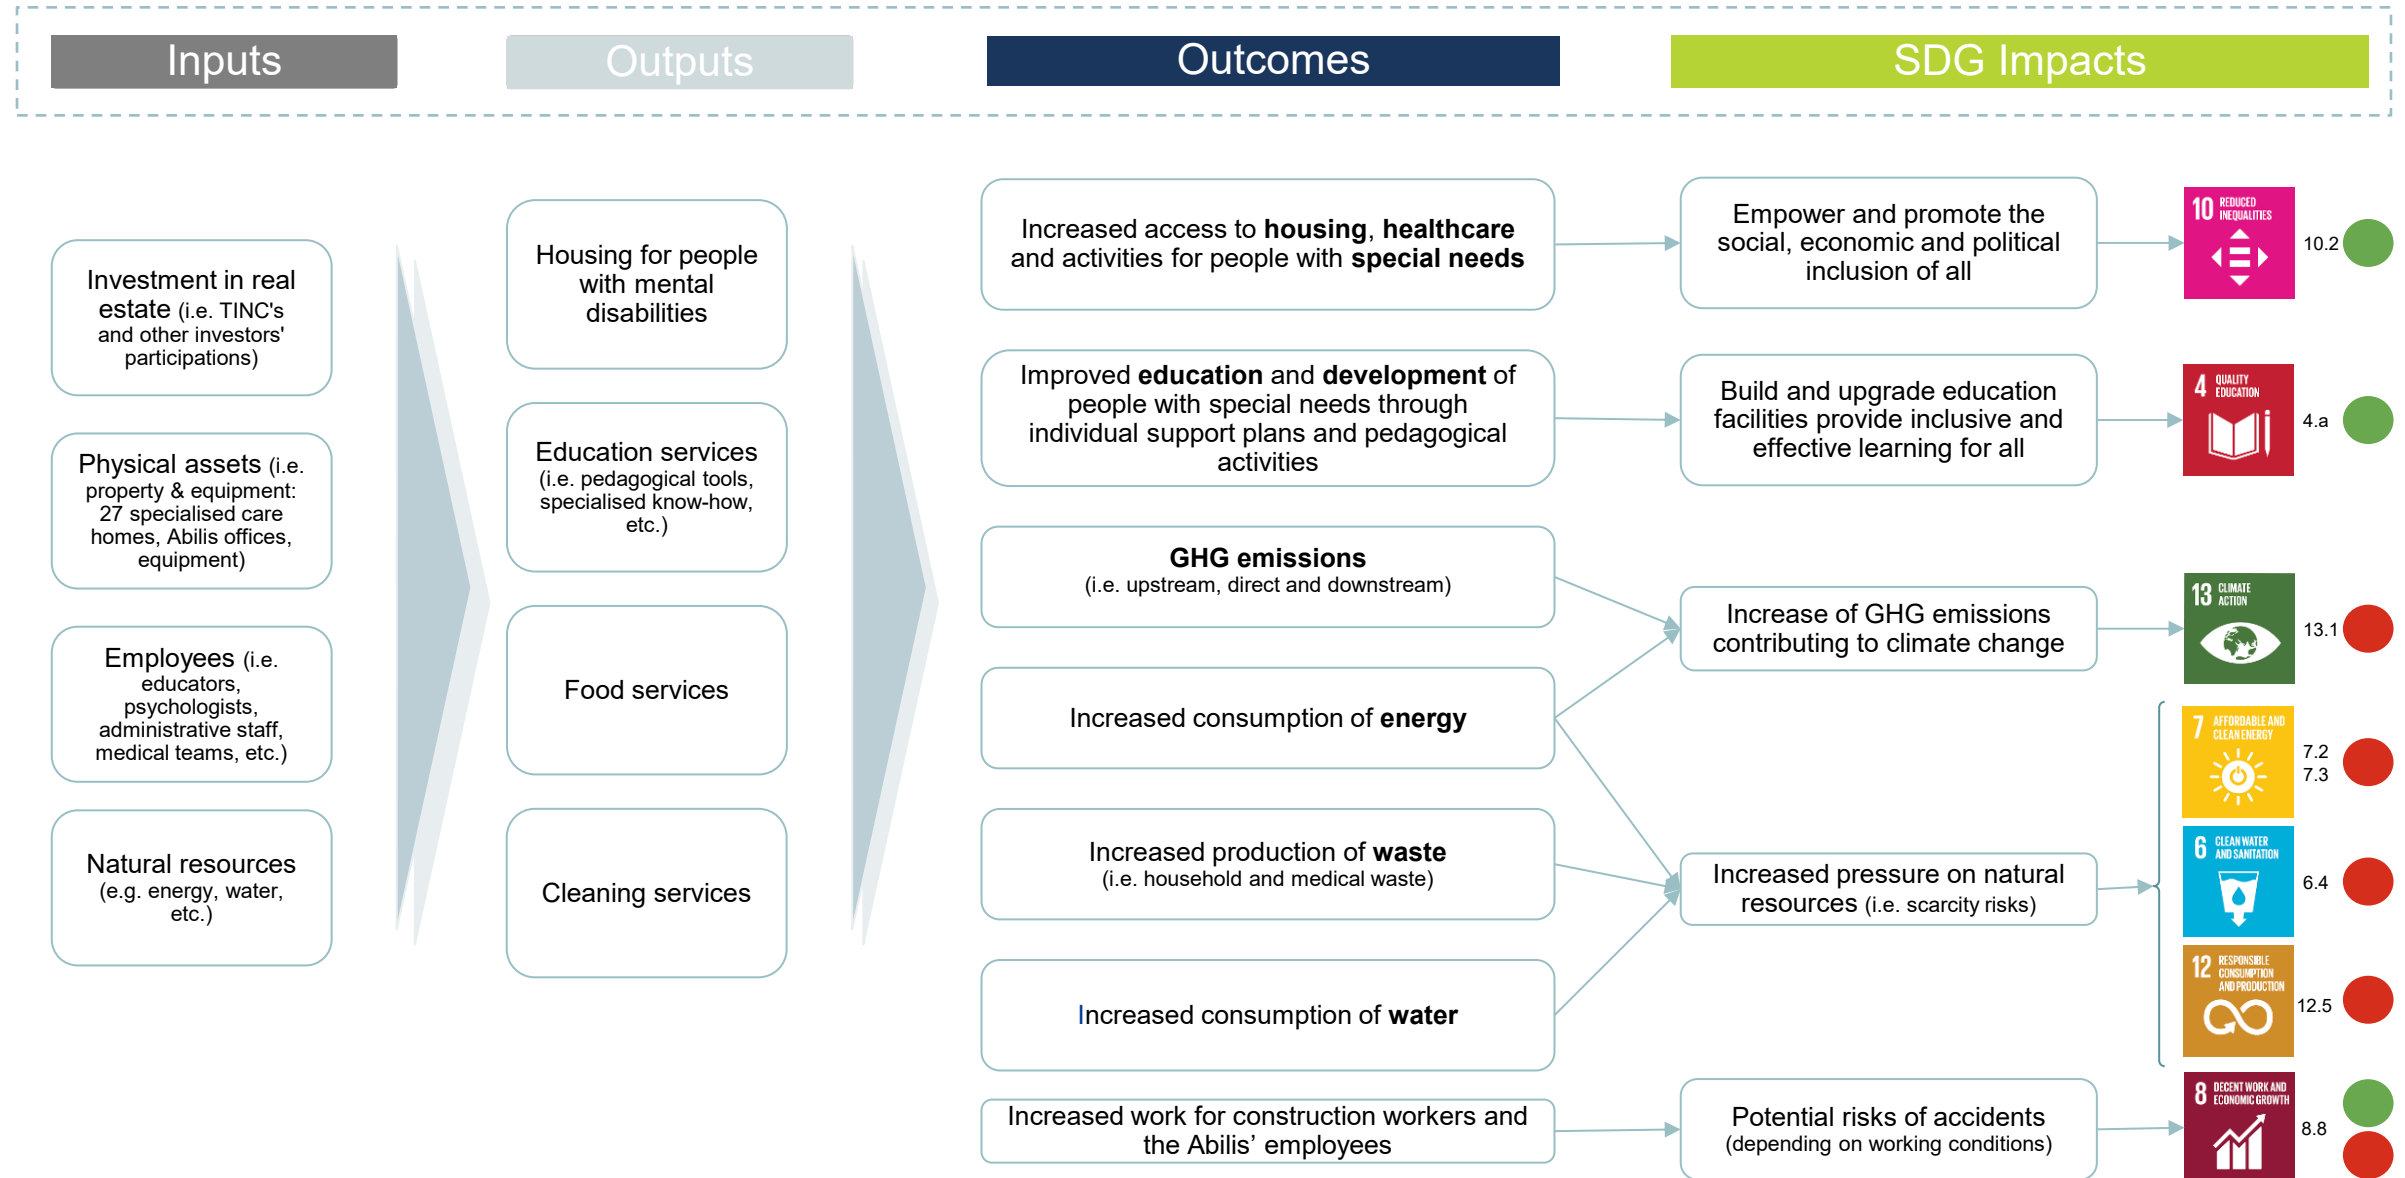 Inputs
Outputs
Outcomes
SDG Impacts
Investment in real
estate (i.e. TINC's
and other investors'
participations)
Physical assets (i.e.
property & equipment:
27 specialised care
homes, Abilis offices,
equipment)
Employees (i.e.
educators,
psychologists,
administrative staff,
medical teams, etc.)
Natural resources
(e.g. energy, water,
etc.)
Housing for people
with mental
disabilities
Education services
(i.e. pedagogical tools,
specialised know-how,
etc.)
Food services
Cleaning services
Increased access to housing, healthcare
and activities for people with special needs
Improved education and development of
people with special needs through
individual support plans and pedagogical
activities
GHG emissions
(i.e. upstream, direct and downstream)
Increased consumption of energy
Increased production of waste
(i.e. household and medical waste)
Increased consumption of water
Increased work for construction workers and
the Abilis’ employees
Empower and promote the
social, economic and political
inclusion of all
Build and upgrade education
facilities provide inclusive and
effective learning for all
Increase of GHG emissions
contributing to climate change
Increased pressure on natural
resources (i.e. scarcity risks)
Potential risks of accidents
(depending on working conditions)
10 REDUCED
INEQUALITIES
10.2
4 QUALITY
EDUCATION
4.a
13 CLIMATE
ACTION
13.1
7 AFFORDABLE AND
CLEAN ENERGY
7.2
7.3
6 CLEAN WATER
AND SANITATION
6.4
12 RESPONSIBLE
CONSUMPTION
AND PRODUCTION
12.5
8 DECENT WORK AND
ECONOMIC GROWTH
8.8